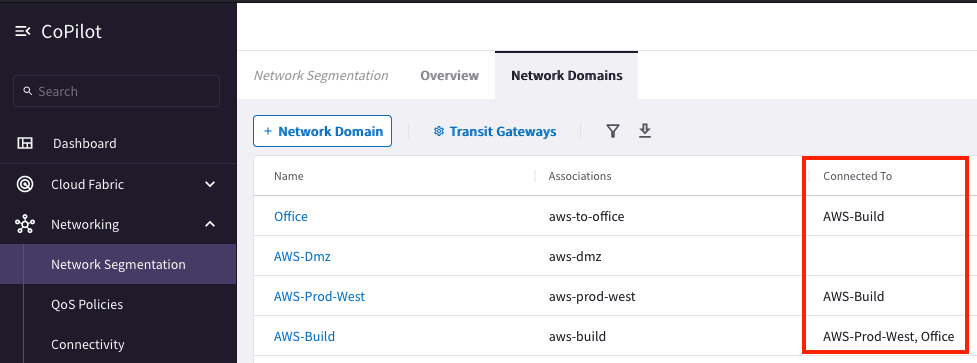 CoPilot
Search
Dashboard
Cloud Fabric
Networking
Network Segmentation
QoS Policies
Connectivity
Network Segmentation Overview Network Domains
+ Network Domain Transit Gateways
Name Associations Connected To
Office aws-to-office AWS-Build
AWS-Dmz aws-dmz
AWS-Prod-West aws-prod-west AWS-Build
AWS-Build aws-build AWS-Prod-West, Office